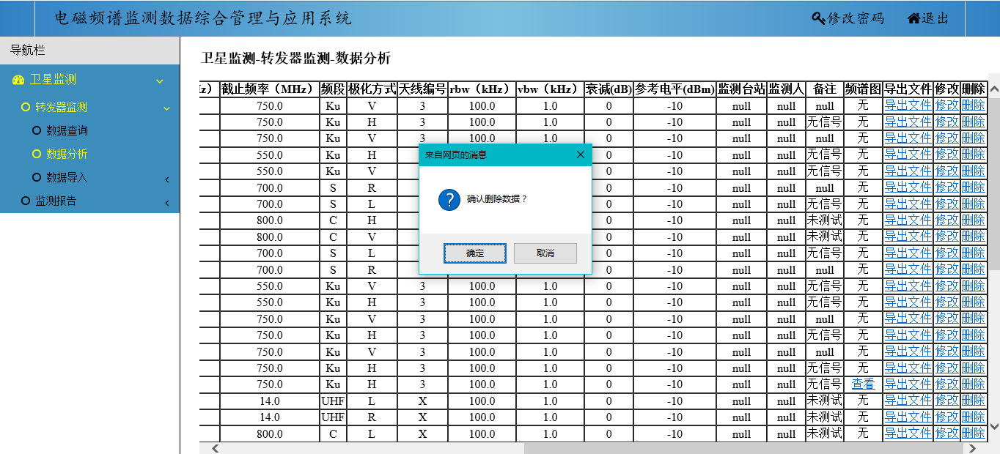 电磁频谱监测数据综合管理与应用系统 修改密码 退出
导航栏
卫星监测
转发器监测
数据查询
数据分析
数据导入
监测报告
卫星监测-转发器监测-数据分析
z） 截止频率（MHz） 频段 极化方式 天线编号 rbw（kHz） vbw（kHz） 衰减(dB) 参考电平(dBm) 监测台站 监测人 备注 频谱图 导出文件 修改 删除
750.0 Ku V 3 100.0 1.0 0 -10 null null null 无 导出文件 修改 删除
750.0 Ku H 3 100.0 1.0 0 -10 null null 无信号 无 导出文件 修改 删除
750.0 Ku V 3 100.0 1.0 0 -10 null null null 无 导出文件 修改 删除
550.0 Ku H 0 -10 null null 无信号 无 导出文件 修改 删除
550.0 Ku V 0 -10 null null 无信号 无 导出文件 修改 删除
700.0 S R 0 -10 null null null 无 导出文件 修改 删除
700.0 S L 0 -10 null null 无信号 无 导出文件 修改 删除
800.0 C H 0 -10 null null 未测试 无 导出文件 修改 删除
800.0 C V 0 -10 null null 未测试 无 导出文件 修改 删除
700.0 S L 0 -10 null null 无信号 无 导出文件 修改 删除
700.0 S R 0 -10 null null null 无 导出文件 修改 删除
550.0 Ku V 3 100.0 1.0 0 -10 null null 无信号 无 导出文件 修改 删除
550.0 Ku H 3 100.0 1.0 0 -10 null null 无信号 无 导出文件 修改 删除
750.0 Ku V 3 100.0 1.0 0 -10 null null null 无 导出文件 修改 删除
750.0 Ku H 3 100.0 1.0 0 -10 null null 无信号 无 导出文件 修改 删除
750.0 Ku V 3 100.0 1.0 0 -10 null null null 无 导出文件 修改 删除
750.0 Ku H 3 100.0 1.0 0 -10 null null 无信号 无 导出文件 修改 删除
750.0 Ku H 3 100.0 1.0 0 -10 null null 无信号 查看 导出文件 修改 删除
14.0 UHF L X 100.0 1.0 0 -10 null null 未测试 无 导出文件 修改 删除
14.0 UHF R X 100.0 1.0 0 -10 null null 未测试 无 导出文件 修改 删除
800.0 C L X 100.0 1.0 0 -10 null null 未测试 无 导出文件 修改 删除
来自网页的消息
确认删除数据？
确定 取消